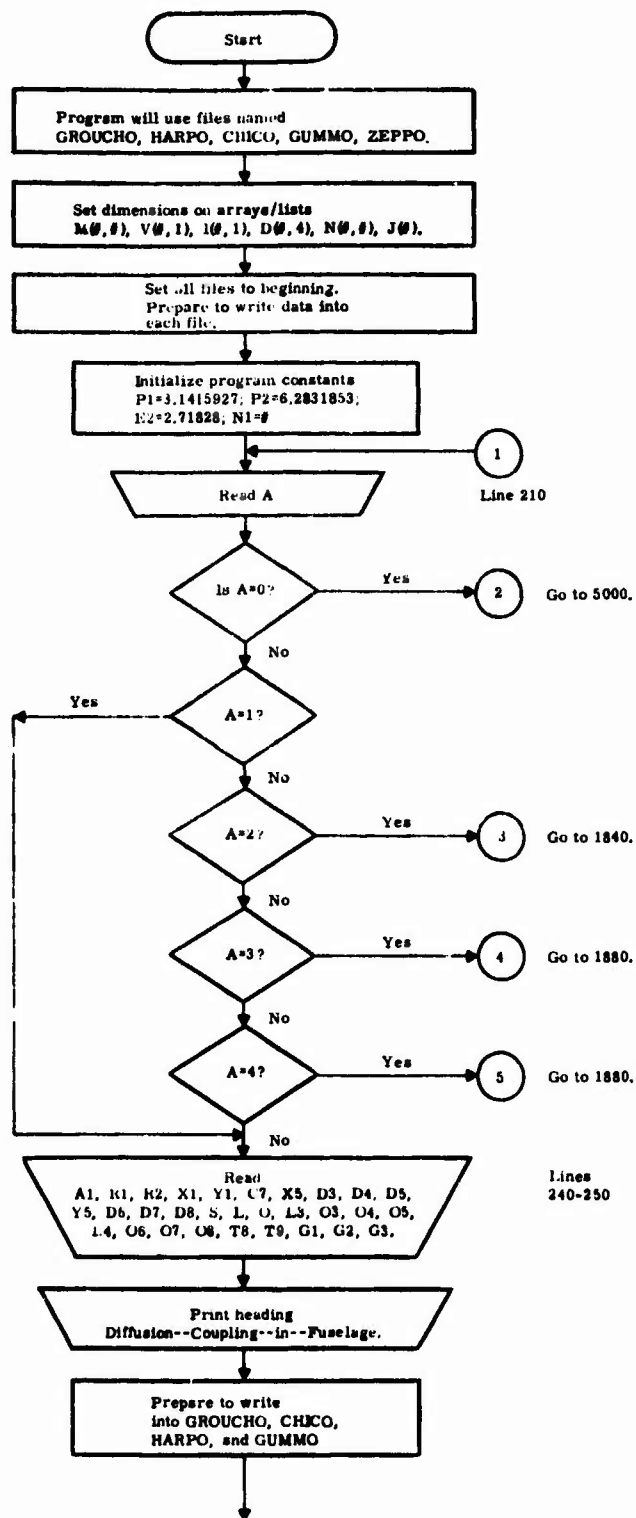 Start
Program will use files named
GROUCHO, HARPO, CHICO, GUMMO, ZEPPO.
Set dimensions on arrays/lists
M(#,#), V(#,1), I(#,1), D(#,4), N(#,#), J(#).
Set all files to beginning.
Prepare to write data into
each file.
Initialize program constants
P1=3.1415927; P2=6.2831853;
E2=2.71828; N1=#
1
Read A
Line 210
Is A=0?
Yes
2
Go to 5000.
No
Yes
A=1?
No
A=2?
Yes
3
Go to 1840.
No
A=3?
Yes
4
Go to 1880.
No
A=4?
Yes
5
Go to 1880.
No
Read
A1, R1, R2, X1, Y1, C7, X5, D3, D4, D5,
Y5, D6, D7, D8, S, L, O, L3, O3, O4, O5,
L4, O6, O7, O8, T8, T9, G1, G2, G3.
Lines
240-250
Print heading
Diffusion--Coupling--in--Fuselage.
Prepare to write
into GROUCHO, CHICO,
HARPO, and GUMMO